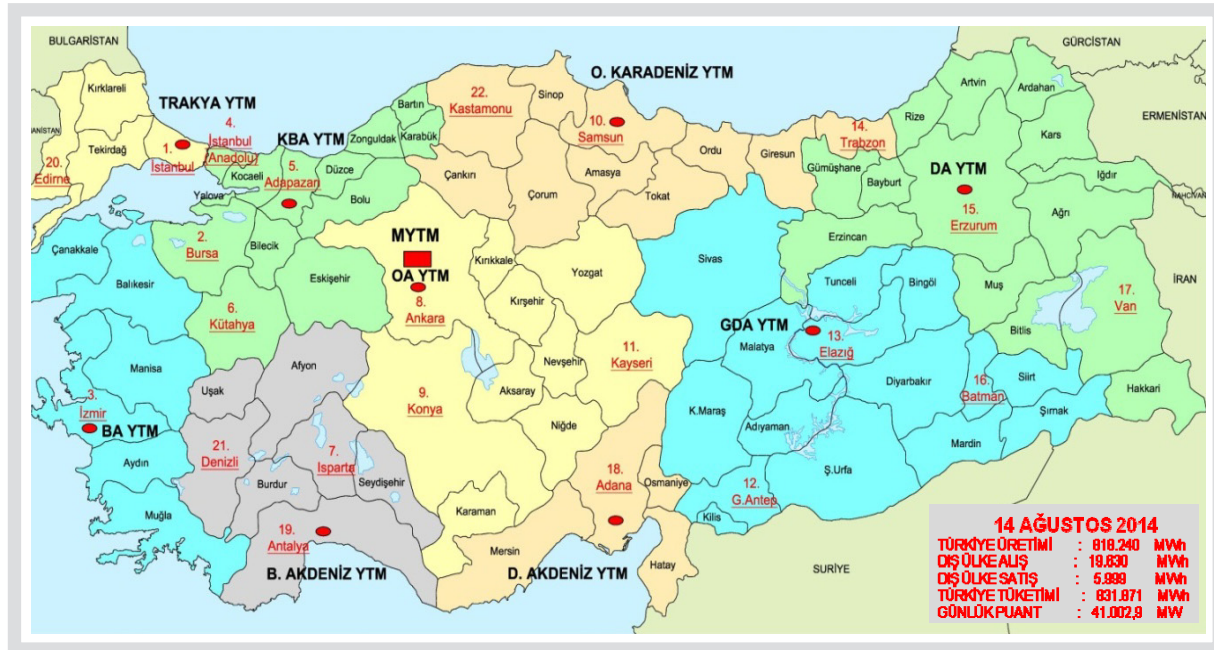 BULGARİSTAN
GÜRCİSTAN
Kırklareli
TRAKYA YTM
O. KARADENİZ YTM
22.
Kastamonu
Sinop
Artvin
Ardahan
4.
İstanbul
(Anadolu)
KBA YTM
Bartın
Zonguldak
Karabük
10.
Samsun
14.
Trabzon
Rize
Kars
ERMENİSTAN
1.
İstanbul
Tekirdağ
20.
Edirne
Kocaeli
5.
Adapazarı
Düzce
Bolu
Yalova
Çankırı
Çorum
Amasya
Tokat
Ordu
Giresun
Gümüşhane
Bayburt
DA YTM
15.
Erzurum
Iğdır
Ağrı
Çanakkale
Balıkesir
2.
Bursa
Bilecik
Eskişehir
MYTM
OA YTM
8.
Ankara
Kırıkkale
Yozgat
Kırşehir
Sivas
Erzincan
Tunceli
Bingöl
Muş
17.
Van
İRAN
Bitlis
6.
Kütahya
Manisa
Uşak
Afyon
9.
Konya
Aksaray
Nevşehir
11.
Kayseri
Niğde
GDA YTM
Malatya
13.
Elazığ
Diyarbakır
16.
Batman
Siirt
Şırnak
Hakkari
3.
İzmir
BA YTM
Aydın
Muğla
21.
Denizli
7.
Isparta
Burdur
Seydişehir
19.
Antalya
B. AKDENİZ YTM
Karaman
Mersin
18.
Adana
Osmaniye
D. AKDENİZ YTM
Hatay
K.Maraş
Adıyaman
12.
G.Antep
Kilis
Ş.Urfa
Mardin
SURİYE
14 AĞUSTOS 2014
TÜRKİYE ÜRETİMİ : 818.240 MWh
DIŞ ÜLKE ALIŞ : 19.630 MWh
DIŞ ÜLKE SATIŞ : 5.999 MWh
TÜRKİYE TÜKETİMİ : 831.871 MWh
GÜNLÜK PUANT : 41.002,9 MW